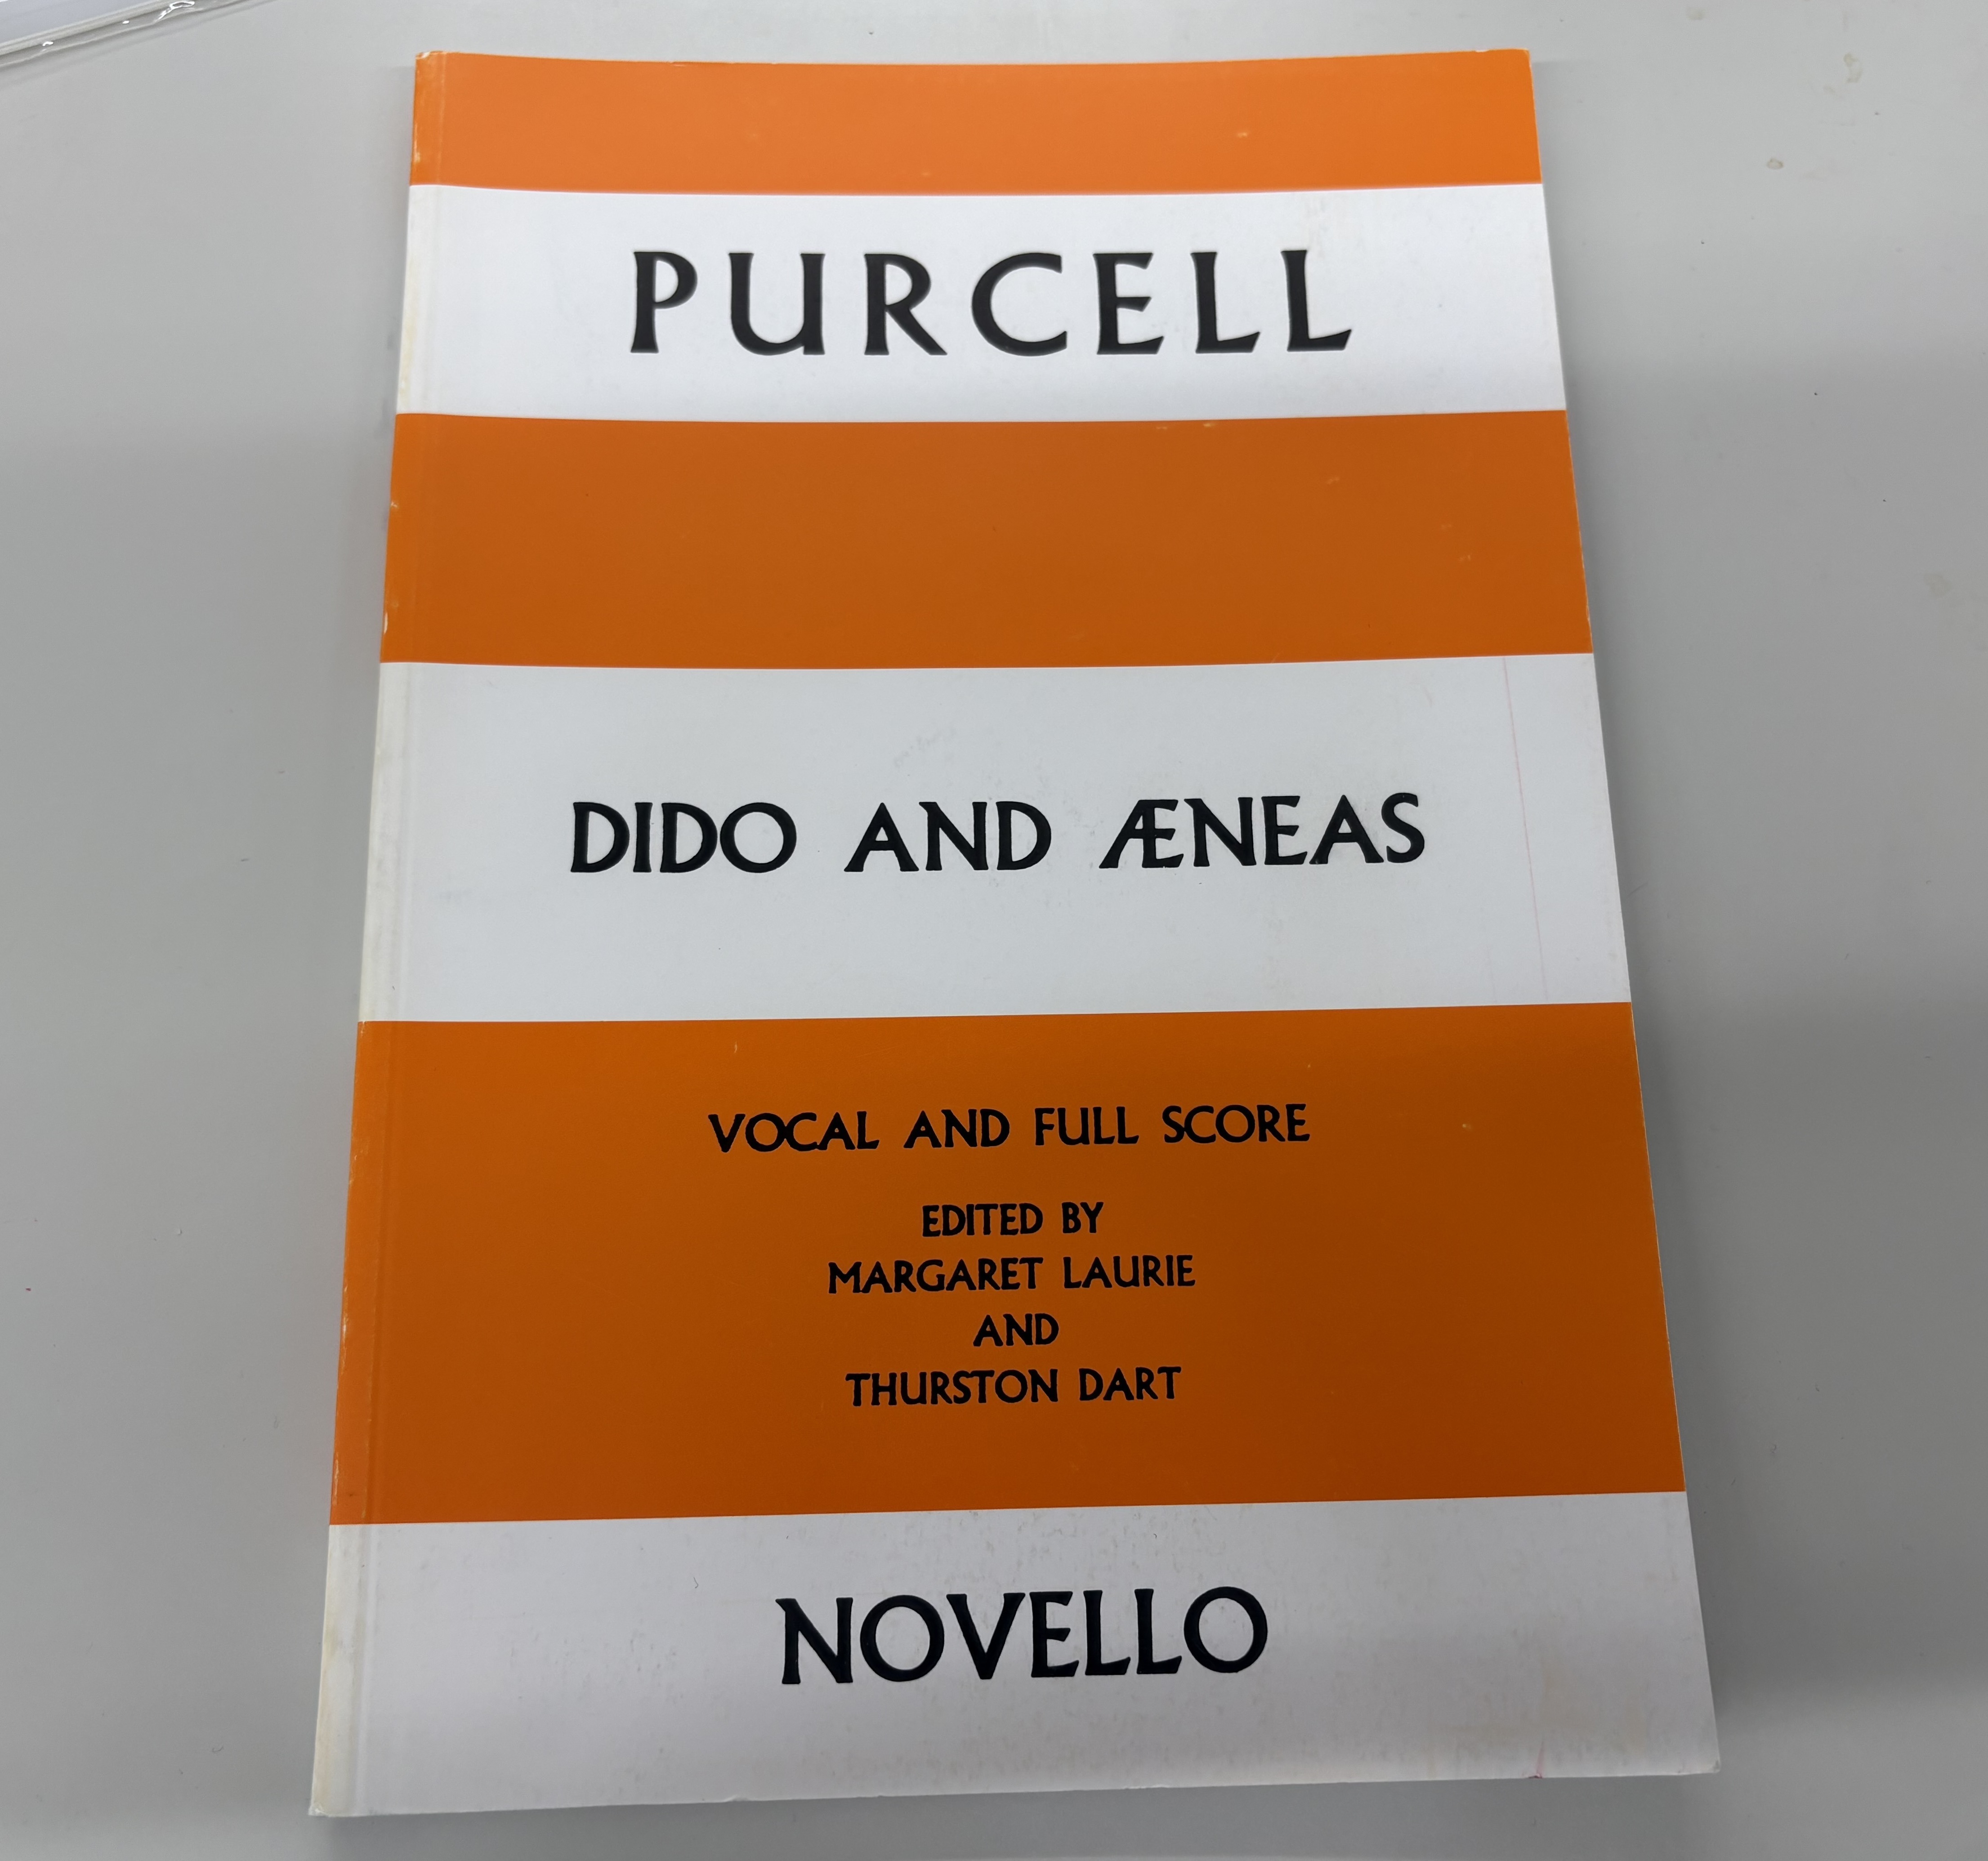 PURCELL
DIDO AND ÆNEAS
VOCAL AND FULL SCORE
EDITED BY
MARGARET LAURIE
AND
THURSTON DART
NOVELLO